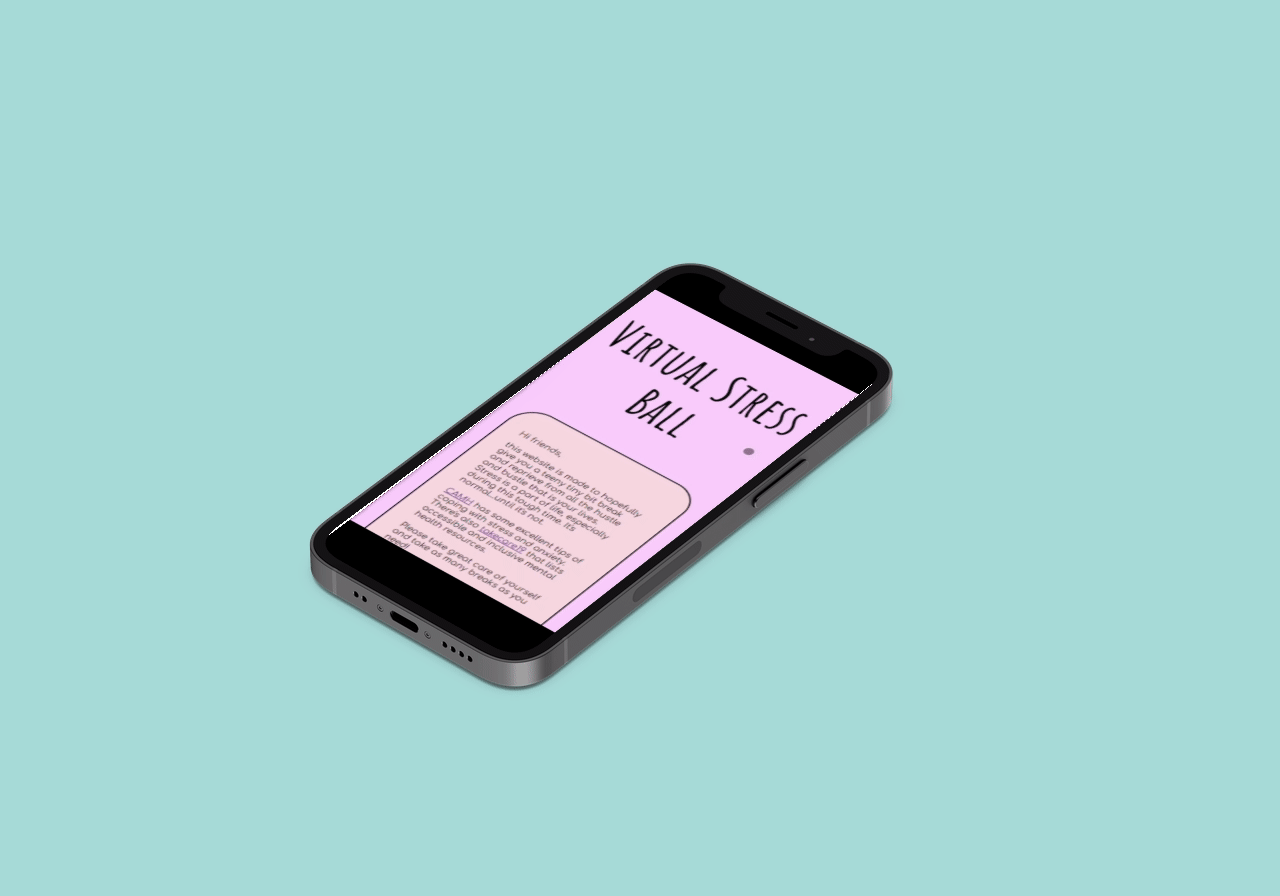 VIRTUAL STRESS
BALL
Hi friends,
this website is made to hopefully
give you a teeny tiny bit break
and reprieve from all the hustle
and bustle that is your lives.
Stress is a part of life, especially
during this tough time. Its
normal...until it's not.
CAMH has some excellent tips of
coping with stress and anxiety.
There's also takecare19 that lists
accessible and inclusive mental
health resources.
Please take great care of yourself
and take as many breaks as you
need!!